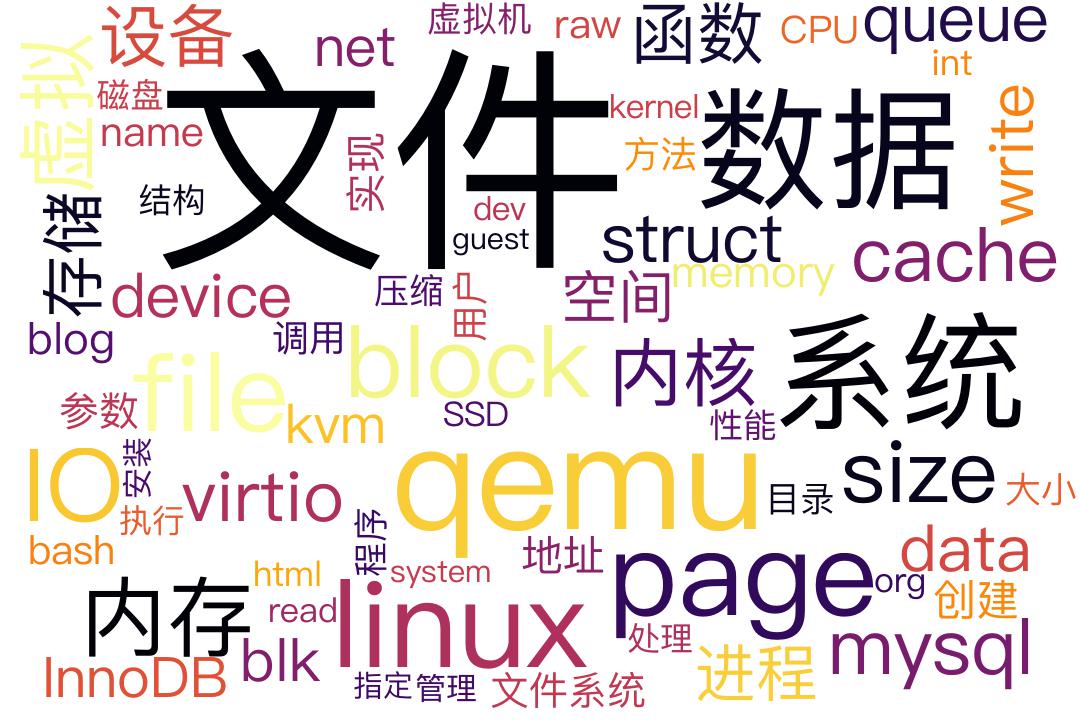 虚拟机
raw
函数
CPU
queue
设备
net
int
虚拟
磁盘
name
文件
kernel
数据
write
实现
方法
结构
dev
guest
struct
存储
cache
memory
device
压缩
用户
空间
blog
调用
block
内核
系统
file
参数
kvm
SSD
性能
IO
安装
virtio
qemu
目录
size
大小
执行
bash
程序
地址
page
data
html
system
org
创建
内存
read
linux
处理
mysql
InnoDB
blk
指定
管理
文件系统
进程